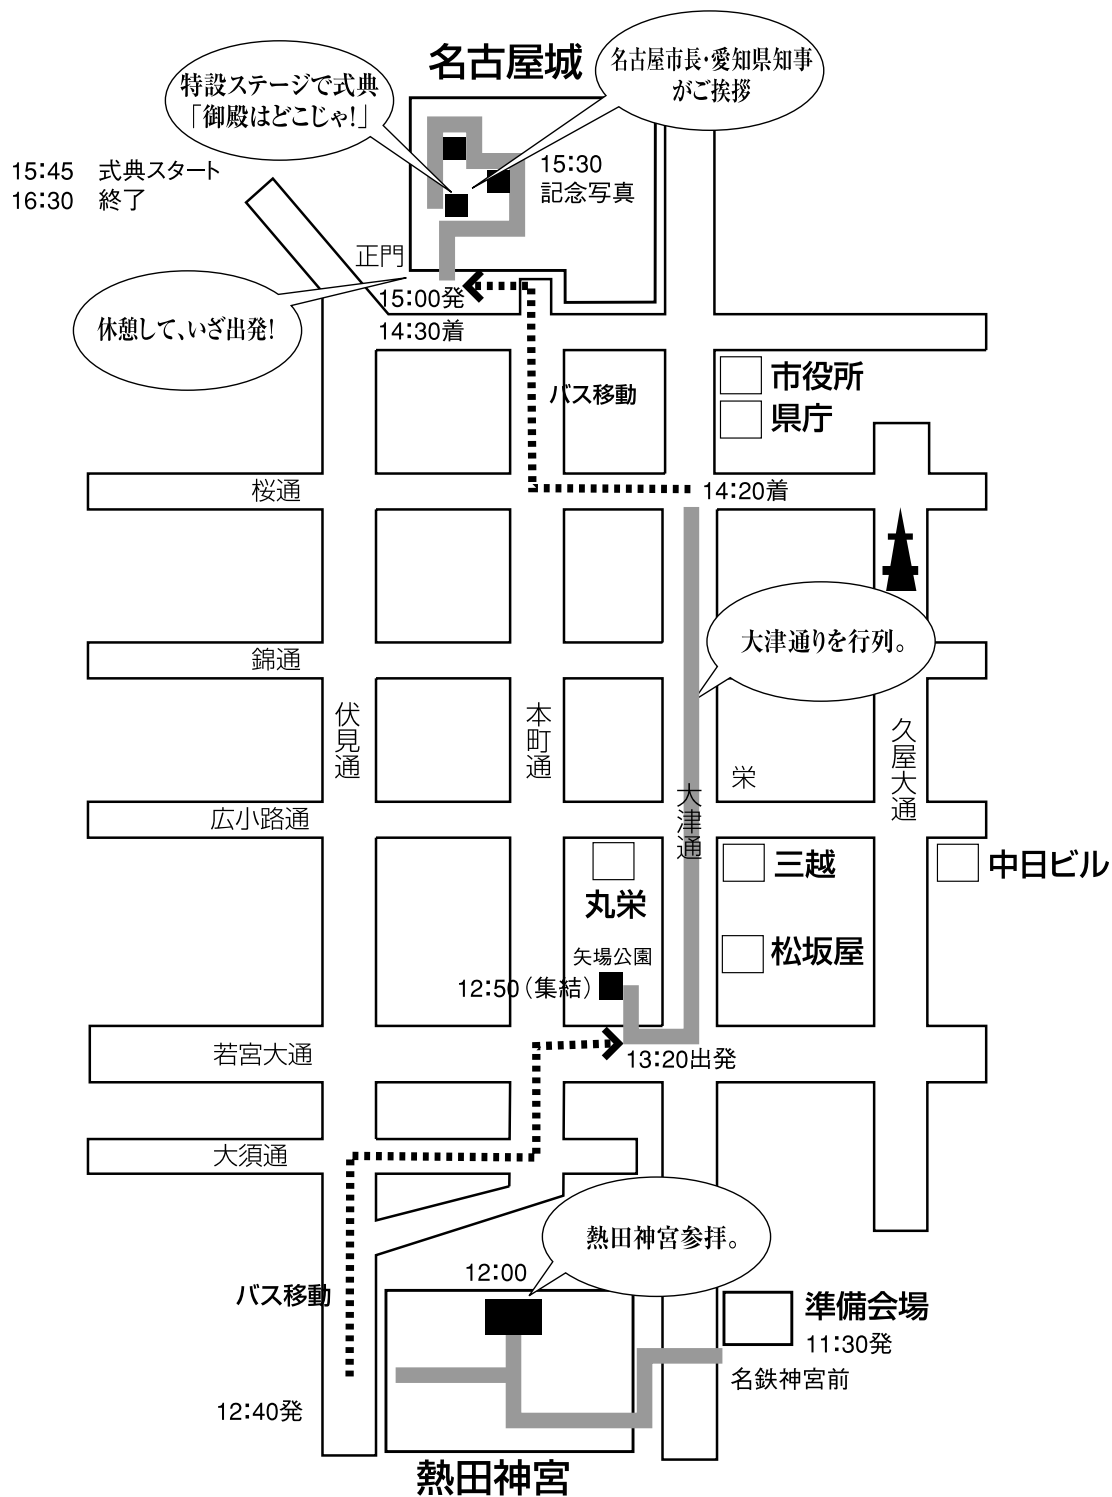 名古屋城
特設ステージで式典
「御殿はどこじゃ！」
名古屋市長・愛知県知事
がご挨拶
15:45 式典スタート
16:30 終了
15:30
記念写真
正門
15:00発
14:30着
休憩して、いざ出発！
バス移動
市役所
県庁
桜通
14:20着
大津通りを行列。
錦通
伏見通
本町通
大津通
栄
久屋大通
広小路通
丸栄
三越
中日ビル
松坂屋
矢場公園
12:50（集結）
若宮大通
13:20出発
大須通
熱田神宮参拝。
12:00
バス移動
準備会場
11:30発
名鉄神宮前
12:40発
熱田神宮